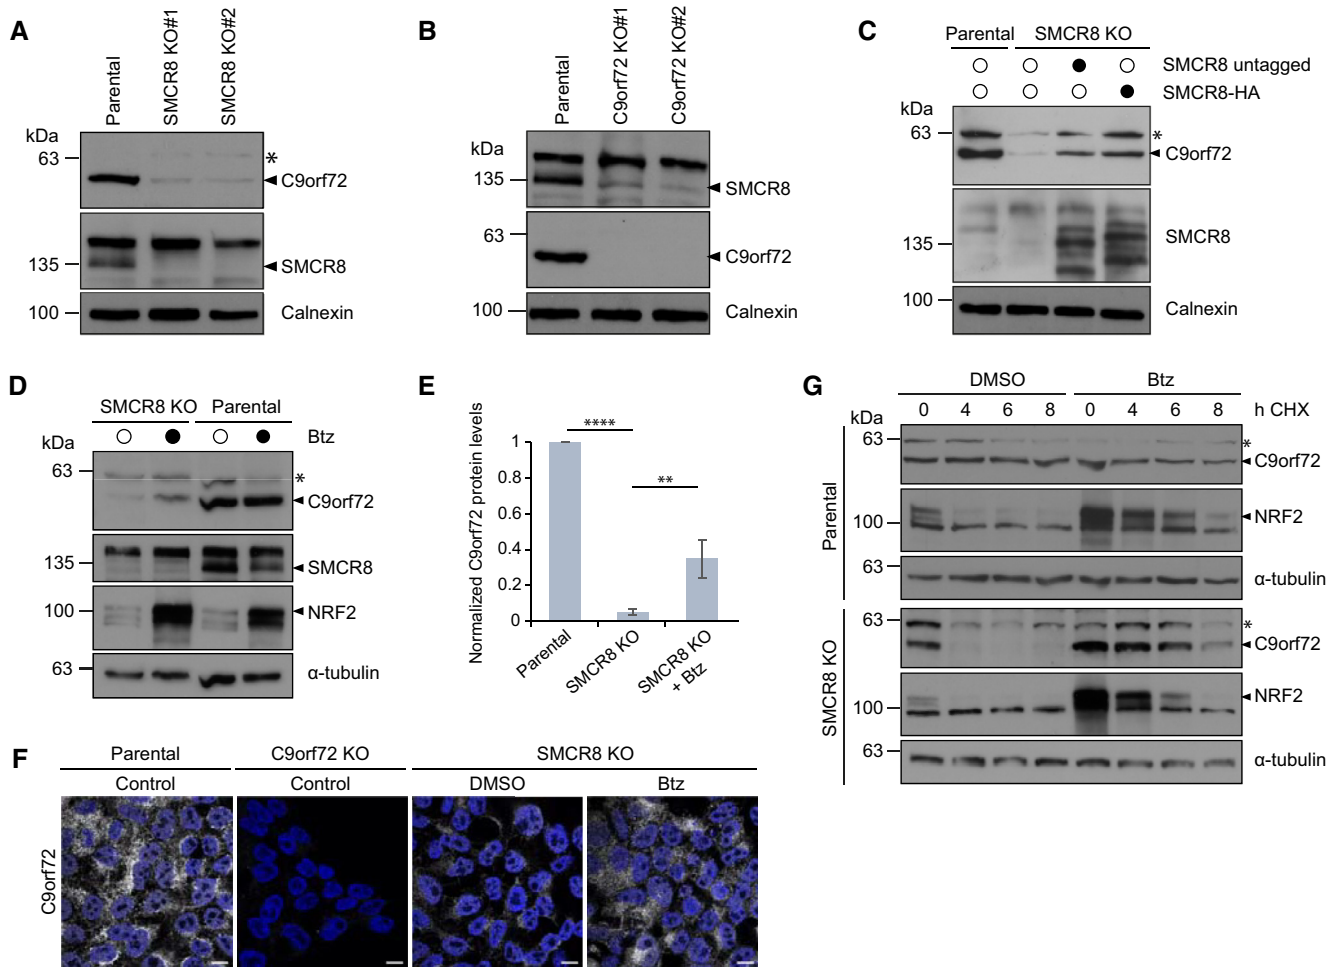 A
Parental
SMCR8 KO#1
SMCR8 KO#2
kDa
63
*
C9orf72
135
SMCR8
100
Calnexin
B
Parental
C9orf72 KO#1
C9orf72 KO#2
kDa
135
SMCR8
63
C9orf72
100
Calnexin
C
Parental
SMCR8 KO
SMCR8 untagged
SMCR8-HA
kDa
63
*
C9orf72
135
SMCR8
100
Calnexin
D
SMCR8 KO
Parental
Btz
kDa
63
*
C9orf72
135
SMCR8
100
NRF2
63
α-tubulin
E
Normalized C9orf72 protein levels
1
0.8
0.6
0.4
0.2
0
****
**
Parental
SMCR8 KO
SMCR8 KO
+ Btz
F
Parental
C9orf72 KO
SMCR8 KO
Control
Control
DMSO
Btz
C9orf72
G
DMSO
Btz
kDa
0 4 6 8 0 4 6 8 h CHX
Parental
63
*
C9orf72
100
NRF2
63
α-tubulin
SMCR8 KO
63
*
C9orf72
100
NRF2
63
α-tubulin